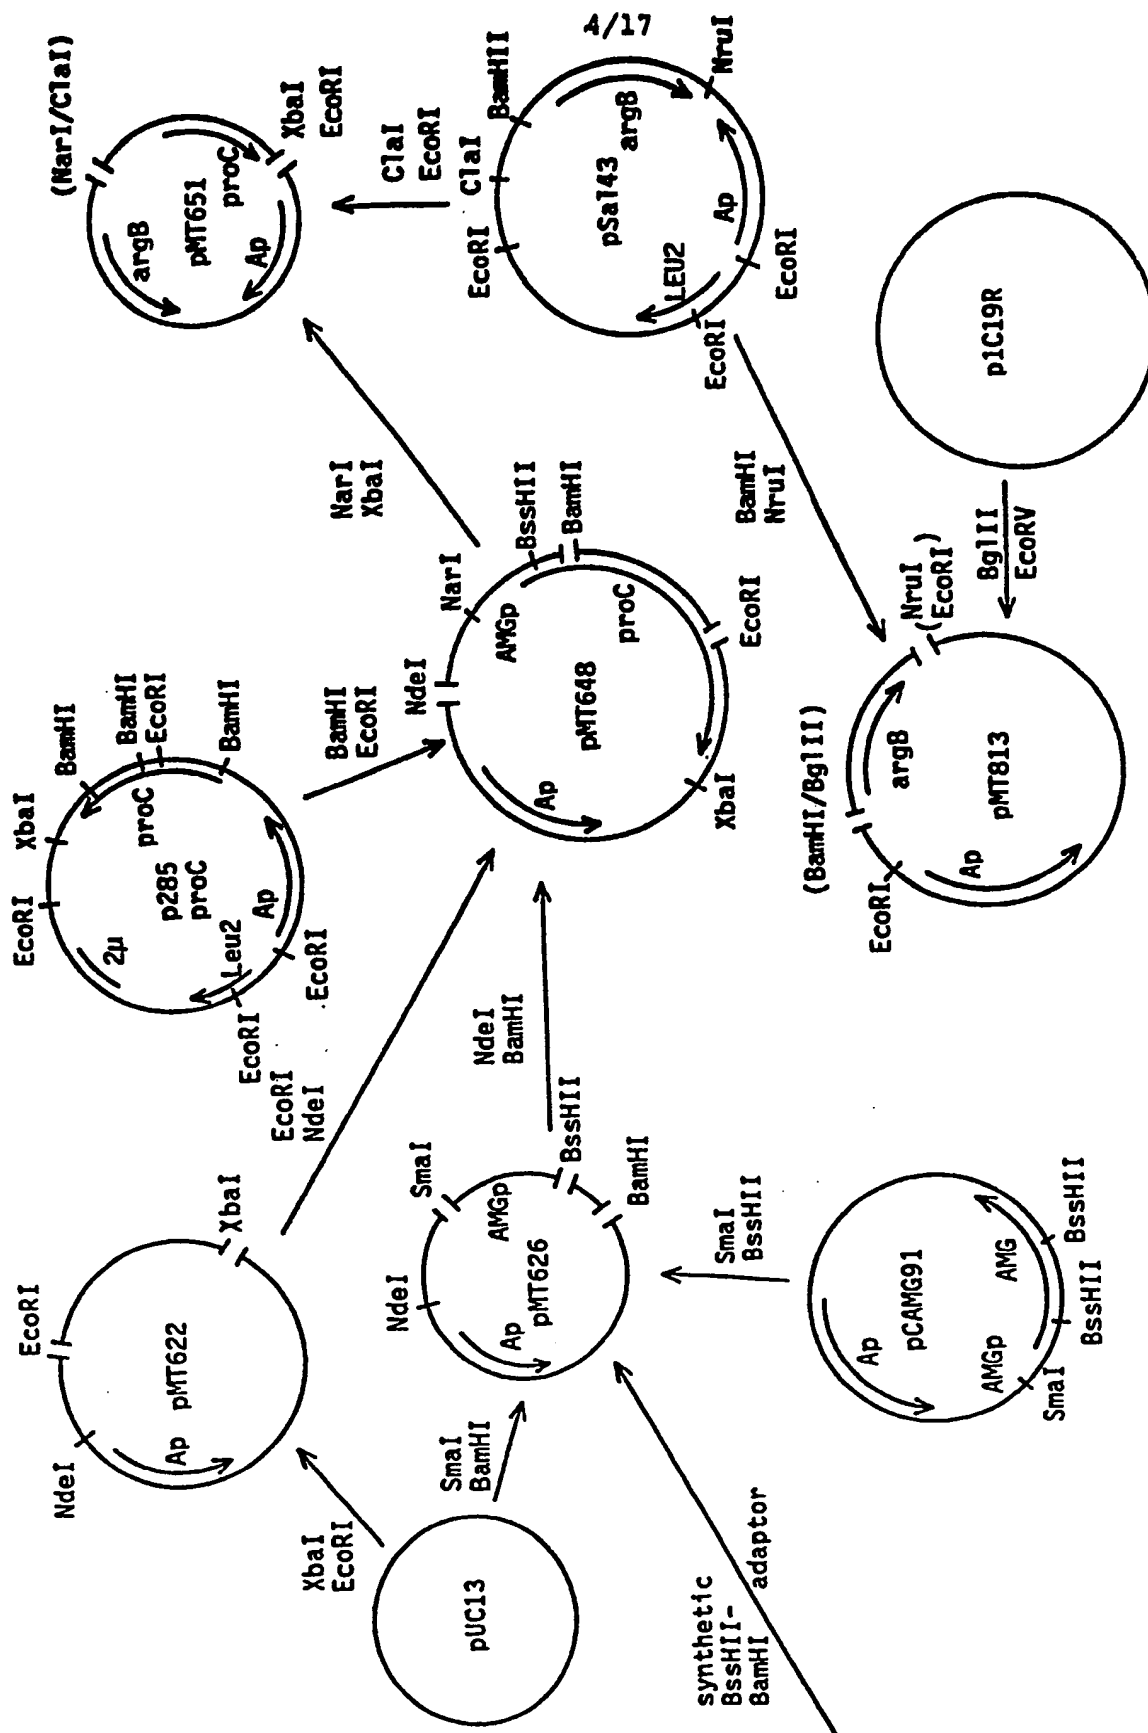 4/17
EcoRI
NdeI
Ap
pMT622
XbaI
XbaI
EcoRI
pUC13
EcoRI
XbaI
BamHI
BamHI
EcoRI
BamHI
2μ
proC
p285
proC
Leu2
Ap
EcoRI
EcoRI
EcoRI
NdeI
BamHI
EcoRI
(NarI/ClaI)
argB
pMT651
proC
Ap
XbaI
EcoRI
NarI
XbaI
ClaI
EcoRI
SmaI
BamHI
NdeI
SmaI
AMGp
Ap
pMT626
BssHII
BamHI
NdeI
BamHI
NdeI
NarI
AMGp
BssHII
BamHI
Ap
pMT648
proC
XbaI
EcoRI
EcoRI
ClaI
BamHII
pSal43
argB
LEU2
Ap
NruI
EcoRI
EcoRI
synthetic
BssHII-
BamHI adaptor
SmaI
BssHII
Ap
pCAMG91
AMGp
AMG
SmaI
BssHII
BssHII
BamHI
NruI
(BamHI/BglII)
EcoRI
argB
Ap
pMT813
(NruI
EcoRI)
BglII
EcoRV
pIC19R